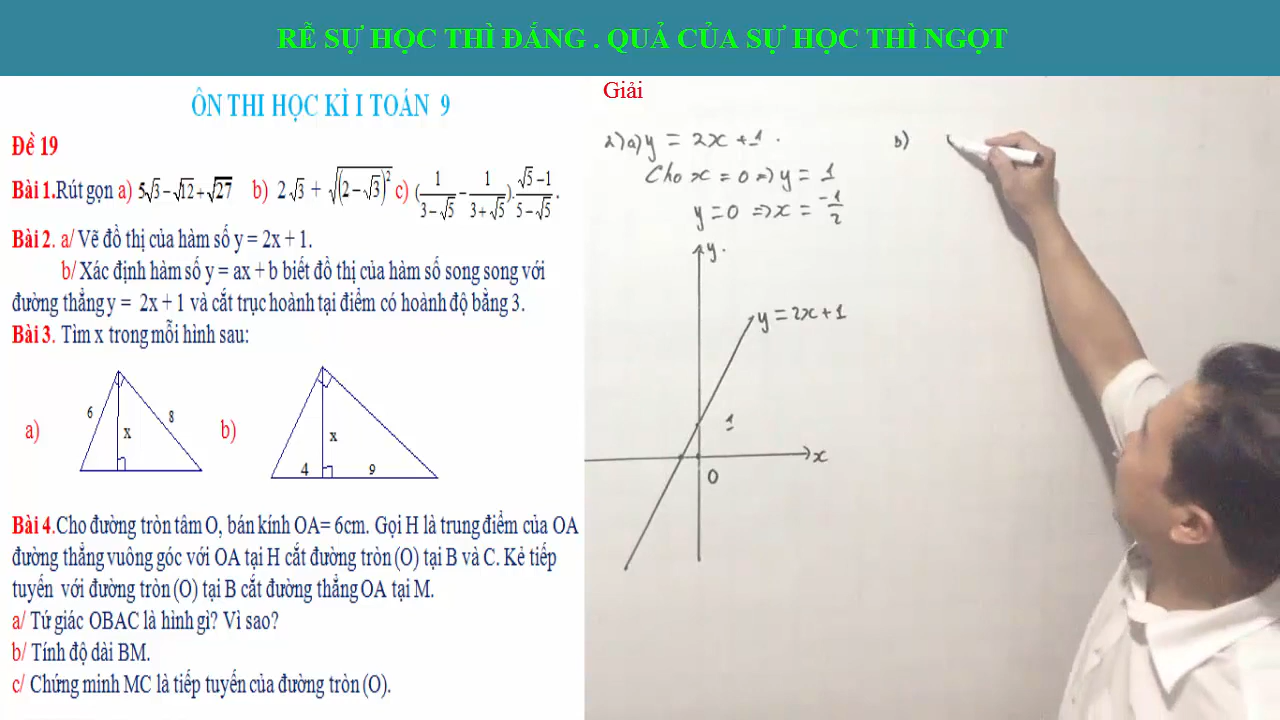 RỄ SỰ HỌC THÌ ĐẮNG . QUẢ CỦA SỰ HỌC THÌ NGỌT
ÔN THI HỌC KÌ I TOÁN 9
Đề 19
Bài 1.Rút gọn a) 5√3 − √12 + √27 b) 2√3 + √(2−√3)² c) (1/(3−√5) − 1/(3+√5)).(√5−1)/(5−√5).
Bài 2. a/ Vẽ đồ thị của hàm số y = 2x + 1.
b/ Xác định hàm số y = ax + b biết đồ thị của hàm số song song với
đường thẳng y = 2x + 1 và cắt trục hoành tại điểm có hoành độ bằng 3.
Bài 3. Tìm x trong mỗi hình sau:
a) 6 x 8 b) x 4 9
Bài 4.Cho đường tròn tâm O, bán kính OA= 6cm. Gọi H là trung điểm của OA
đường thẳng vuông góc với OA tại H cắt đường tròn (O) tại B và C. Kẻ tiếp
tuyến với đường tròn (O) tại B cắt đường thẳng OA tại M.
a/ Tứ giác OBAC là hình gì? Vì sao?
b/ Tính độ dài BM.
c/ Chứng minh MC là tiếp tuyến của đường tròn (O).
Giải
2) a) y = 2x + 1.
Cho x = 0 => y = 1
y = 0 => x = -1/2
y.
y = 2x + 1
1
x
O
b)